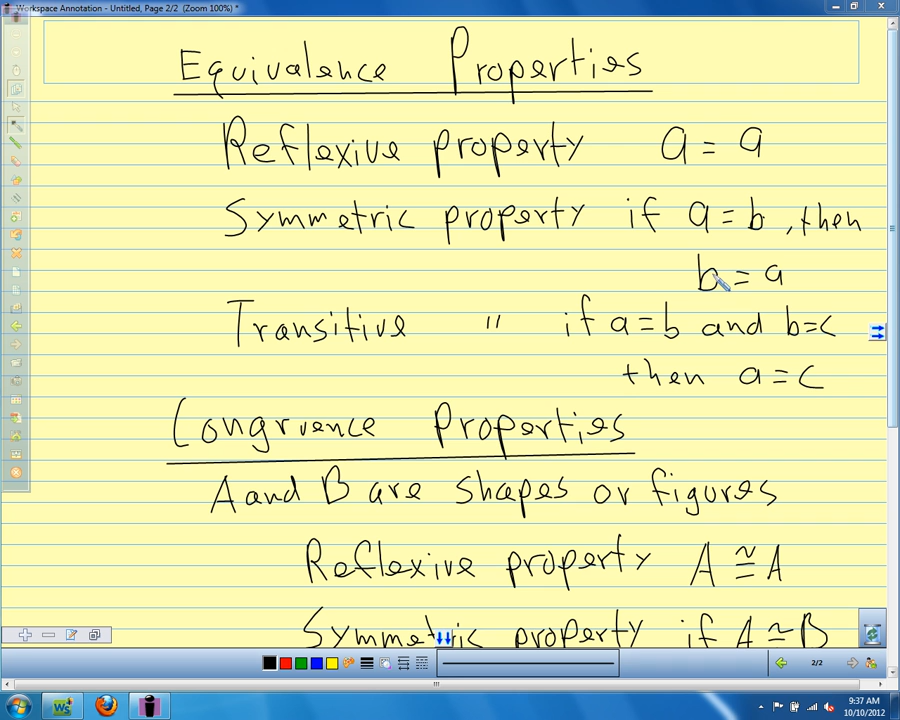 Workspace Annotation - Untitled, Page 2/2 (Zoom 100%) *
Equivalence Properties
Reflexive property a = a
Symmetric property if a = b , then
b = a
Transitive " if a = b and b = c
then a = c
Congruence Properties
A and B are shapes or figures
Reflexive property A ≅ A
Symmetric property if A ≅ B
2/2
9:37 AM
10/10/2012